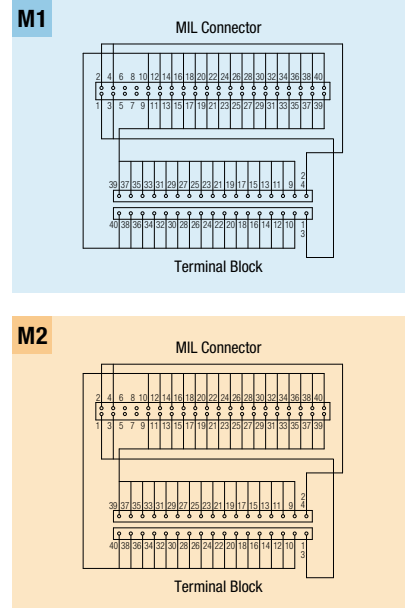 M1
MIL Connector
2 4 6 8 10 12 14 16 18 20 22 24 26 28 30 32 34 36 38 40
1 3 5 7 9 11 13 15 17 19 21 23 25 27 29 31 33 35 37 39
2
39 37 35 33 31 29 27 25 23 21 19 17 15 13 11 9 4
40 38 36 34 32 30 28 26 24 22 20 18 16 14 12 10 1
3
Terminal Block
M2
MIL Connector
2 4 6 8 10 12 14 16 18 20 22 24 26 28 30 32 34 36 38 40
1 3 5 7 9 11 13 15 17 19 21 23 25 27 29 31 33 35 37 39
2
39 37 35 33 31 29 27 25 23 21 19 17 15 13 11 9 4
40 38 36 34 32 30 28 26 24 22 20 18 16 14 12 10 1
3
Terminal Block